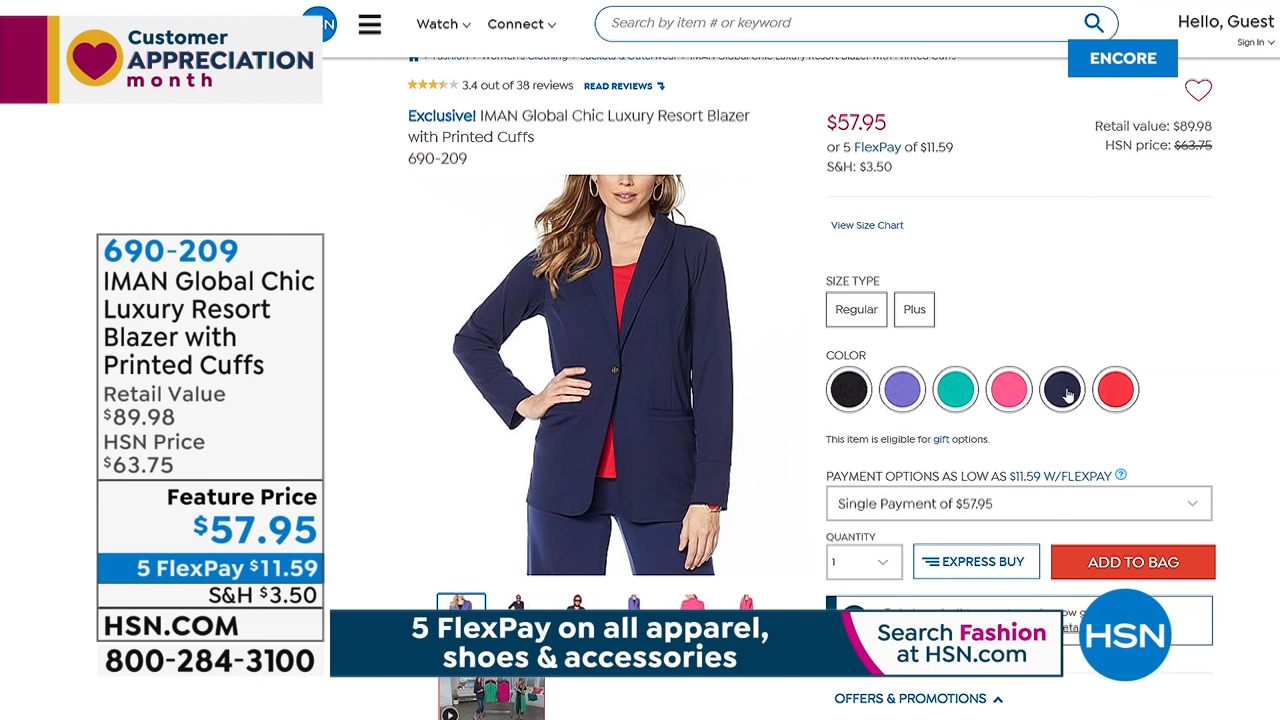 Customer
APPRECIATION
month
HSN
Watch
Connect
Search by item # or keyword
Hello, Guest
Sign In
ENCORE
3.4 out of 38 reviews
READ REVIEWS
Exclusive! IMAN Global Chic Luxury Resort Blazer
with Printed Cuffs
690-209
$57.95
or 5 FlexPay of $11.59
S&H: $3.50
Retail value: $89.98
HSN price: $63.75
View Size Chart
SIZE TYPE
Regular
Plus
COLOR
This item is eligible for gift options.
PAYMENT OPTIONS AS LOW AS $11.59 W/FLEXPAY ?
Single Payment of $57.95
QUANTITY
1
EXPRESS BUY
ADD TO BAG
OFFERS & PROMOTIONS
690-209
IMAN Global Chic
Luxury Resort
Blazer with
Printed Cuffs
Retail Value
$89.98
HSN Price
$63.75
Feature Price
$57.95
5 FlexPay $11.59
S&H $3.50
HSN.COM
800-284-3100
5 FlexPay on all apparel,
shoes & accessories
Search Fashion
at HSN.com
HSN